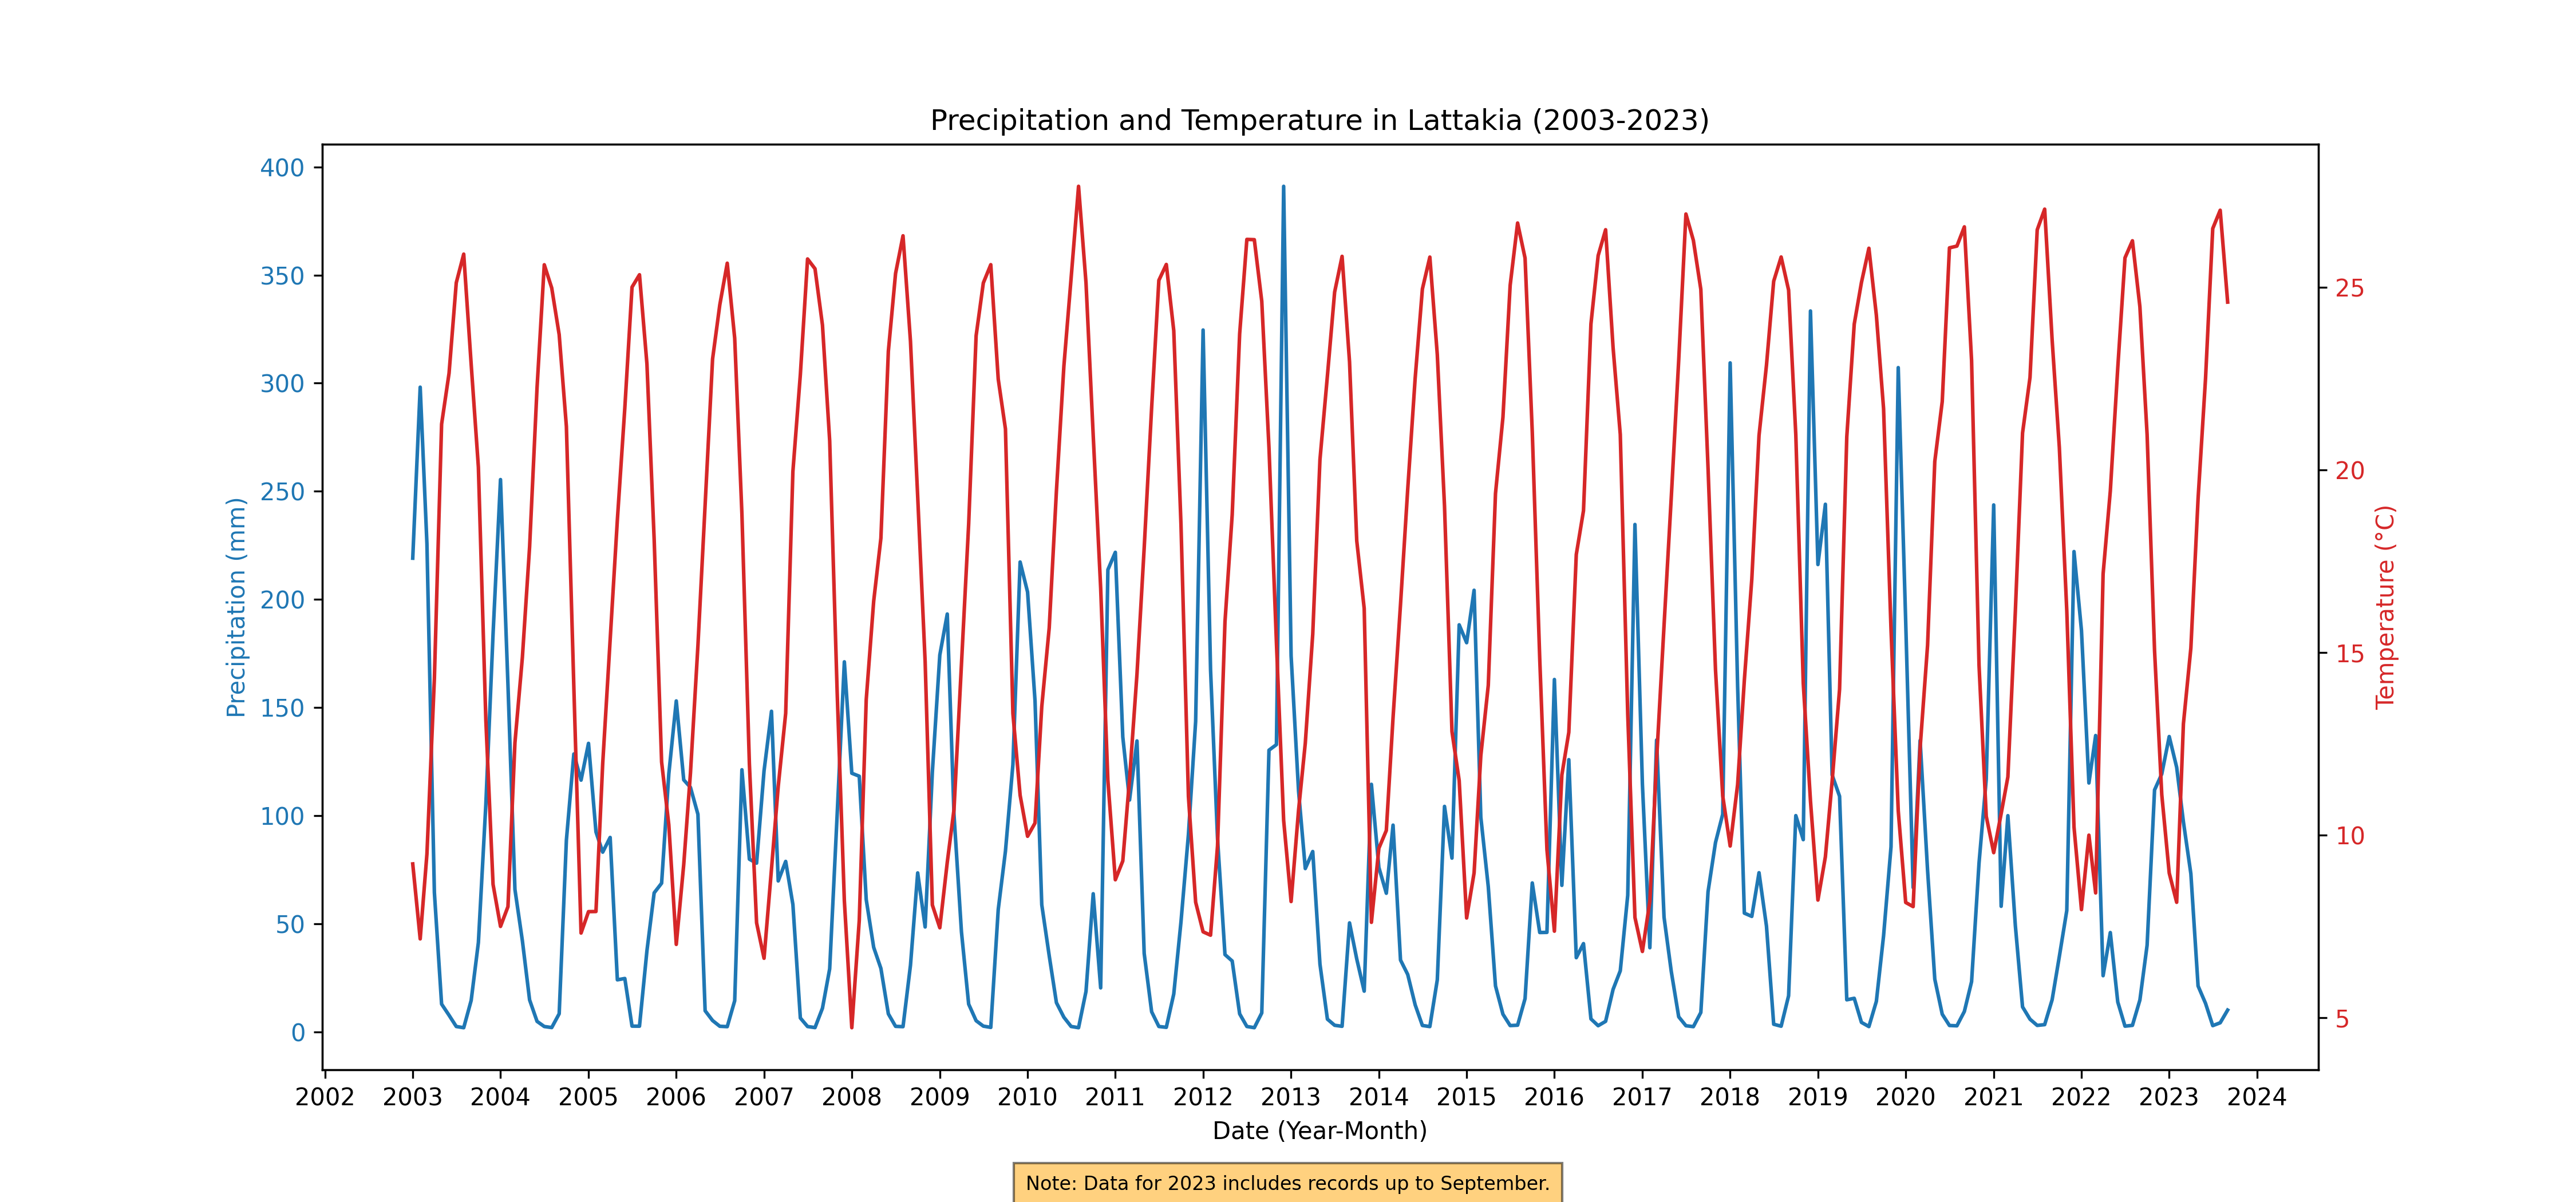 Precipitation and Temperature in Lattakia (2003-2023)
400
350
300
250
200
150
100
50
0
Precipitation (mm)
25
20
15
10
5
Temperature (°C)
2002 2003 2004 2005 2006 2007 2008 2009 2010 2011 2012 2013 2014 2015 2016 2017 2018 2019 2020 2021 2022 2023 2024
Date (Year-Month)
Note: Data for 2023 includes records up to September.